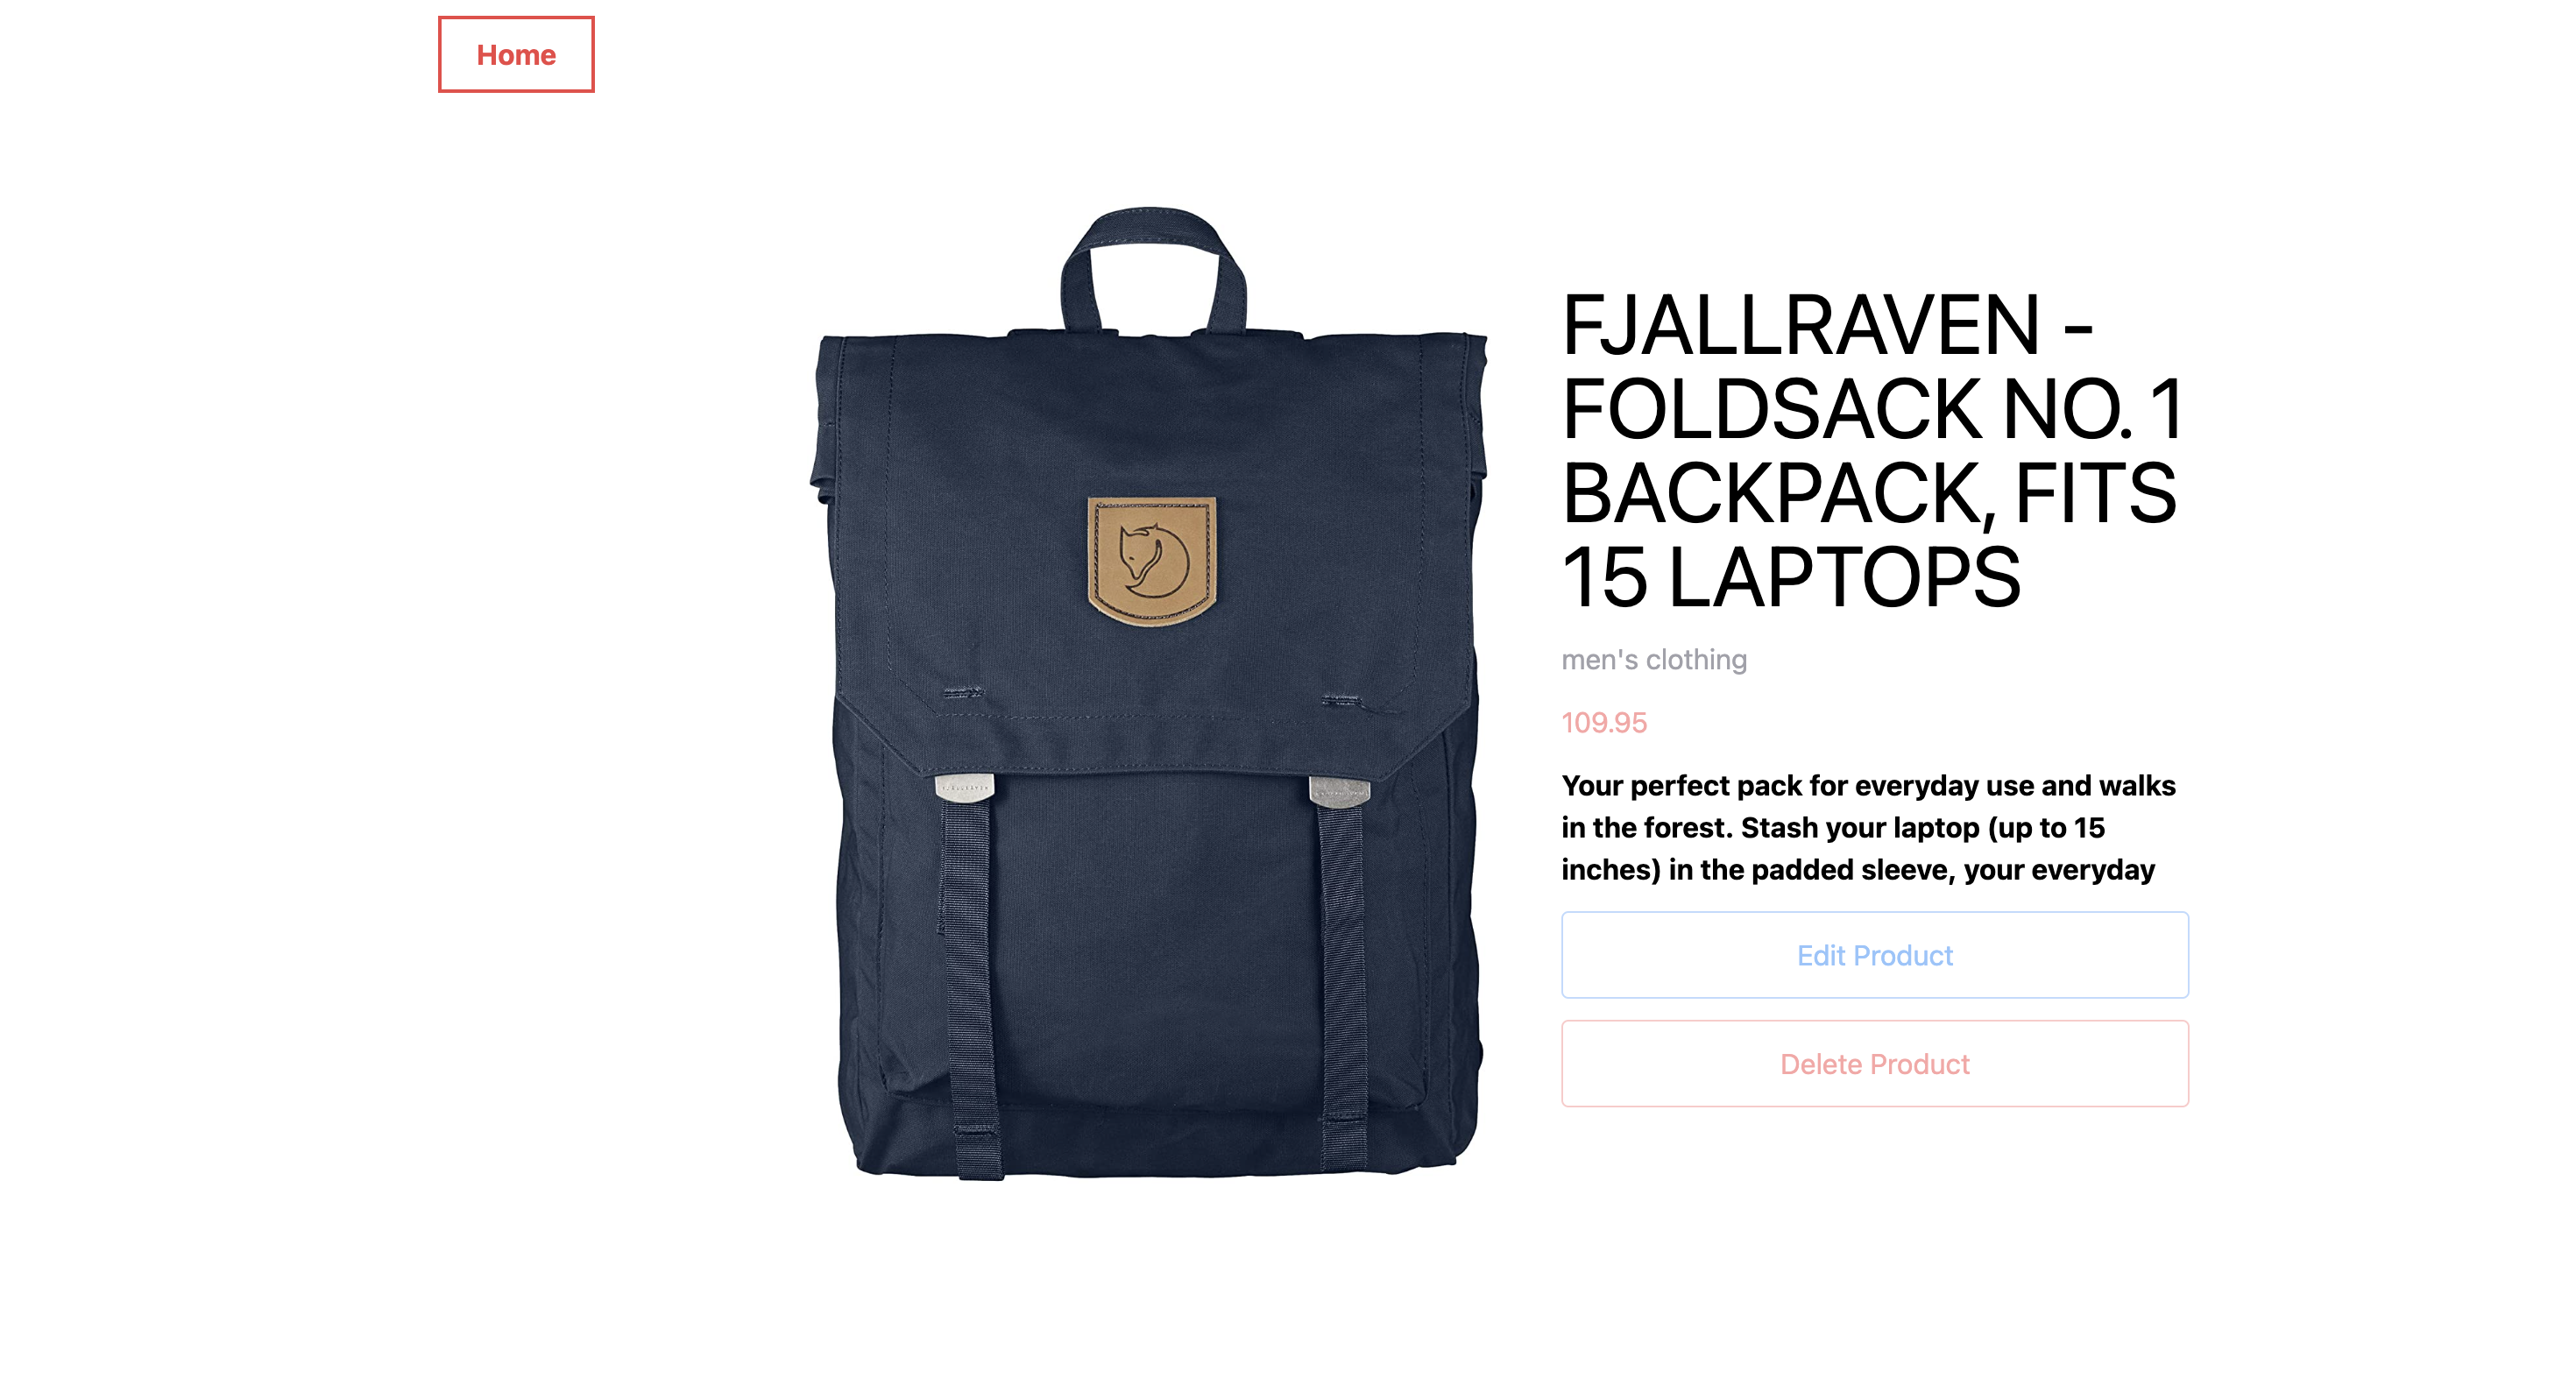 Home
FJALLRAVEN -
FOLDSACK NO. 1
BACKPACK, FITS
15 LAPTOPS
men's clothing
109.95
Your perfect pack for everyday use and walks
in the forest. Stash your laptop (up to 15
inches) in the padded sleeve, your everyday
Edit Product
Delete Product